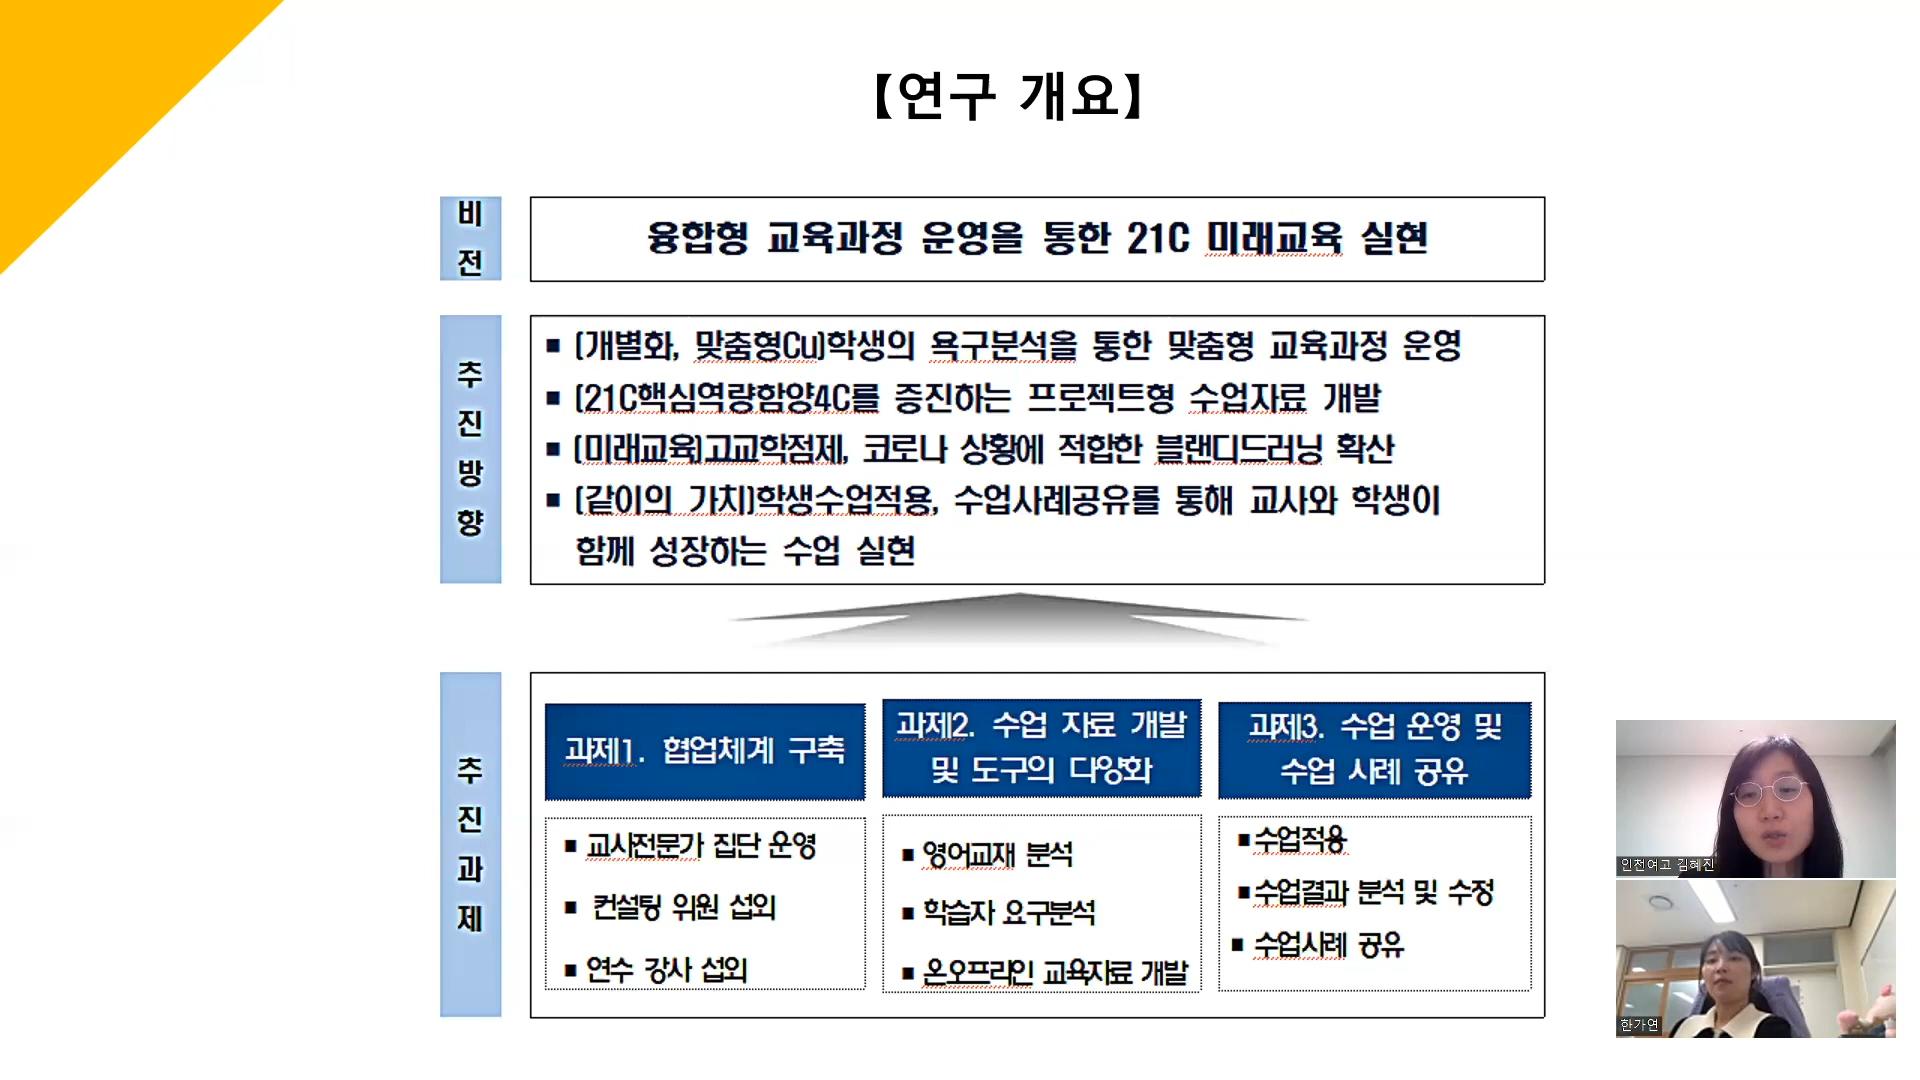 【연구 개요】
비
전
융합형 교육과정 운영을 통한 21C 미래교육 실현
추
진
방
향
▪ (개별화, 맞춤형Cu)학생의 욕구분석을 통한 맞춤형 교육과정 운영
▪ (21C핵심역량함양4C를 증진하는 프로젝트형 수업자료 개발
▪ (미래교육)고교학점제, 코로나 상황에 적합한 블랜디드러닝 확산
▪ (같이의 가치)학생수업적용, 수업사례공유를 통해 교사와 학생이
함께 성장하는 수업 실현
추
진
과
제
과제1. 협업체계 구축
▪ 교사전문가 집단 운영
▪ 컨설팅 위원 섭외
▪ 연수 강사 섭외
과제2. 수업 자료 개발
및 도구의 다양화
▪ 영어교재 분석
▪ 학습자 요구분석
▪ 온오프라인 교육자료 개발
과제3. 수업 운영 및
수업 사례 공유
▪수업적용
▪수업결과 분석 및 수정
▪ 수업사례 공유
인천여고 김혜진
한가연